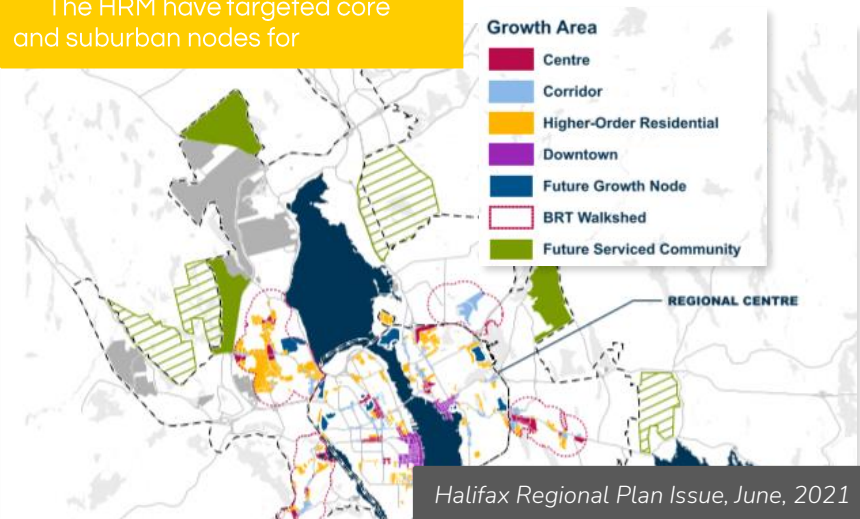 The HRM have targeted core
and suburban nodes for
Growth Area
Centre
Corridor
Higher-Order Residential
Downtown
Future Growth Node
BRT Walkshed
Future Serviced Community
REGIONAL CENTRE
Halifax Regional Plan Issue, June, 2021